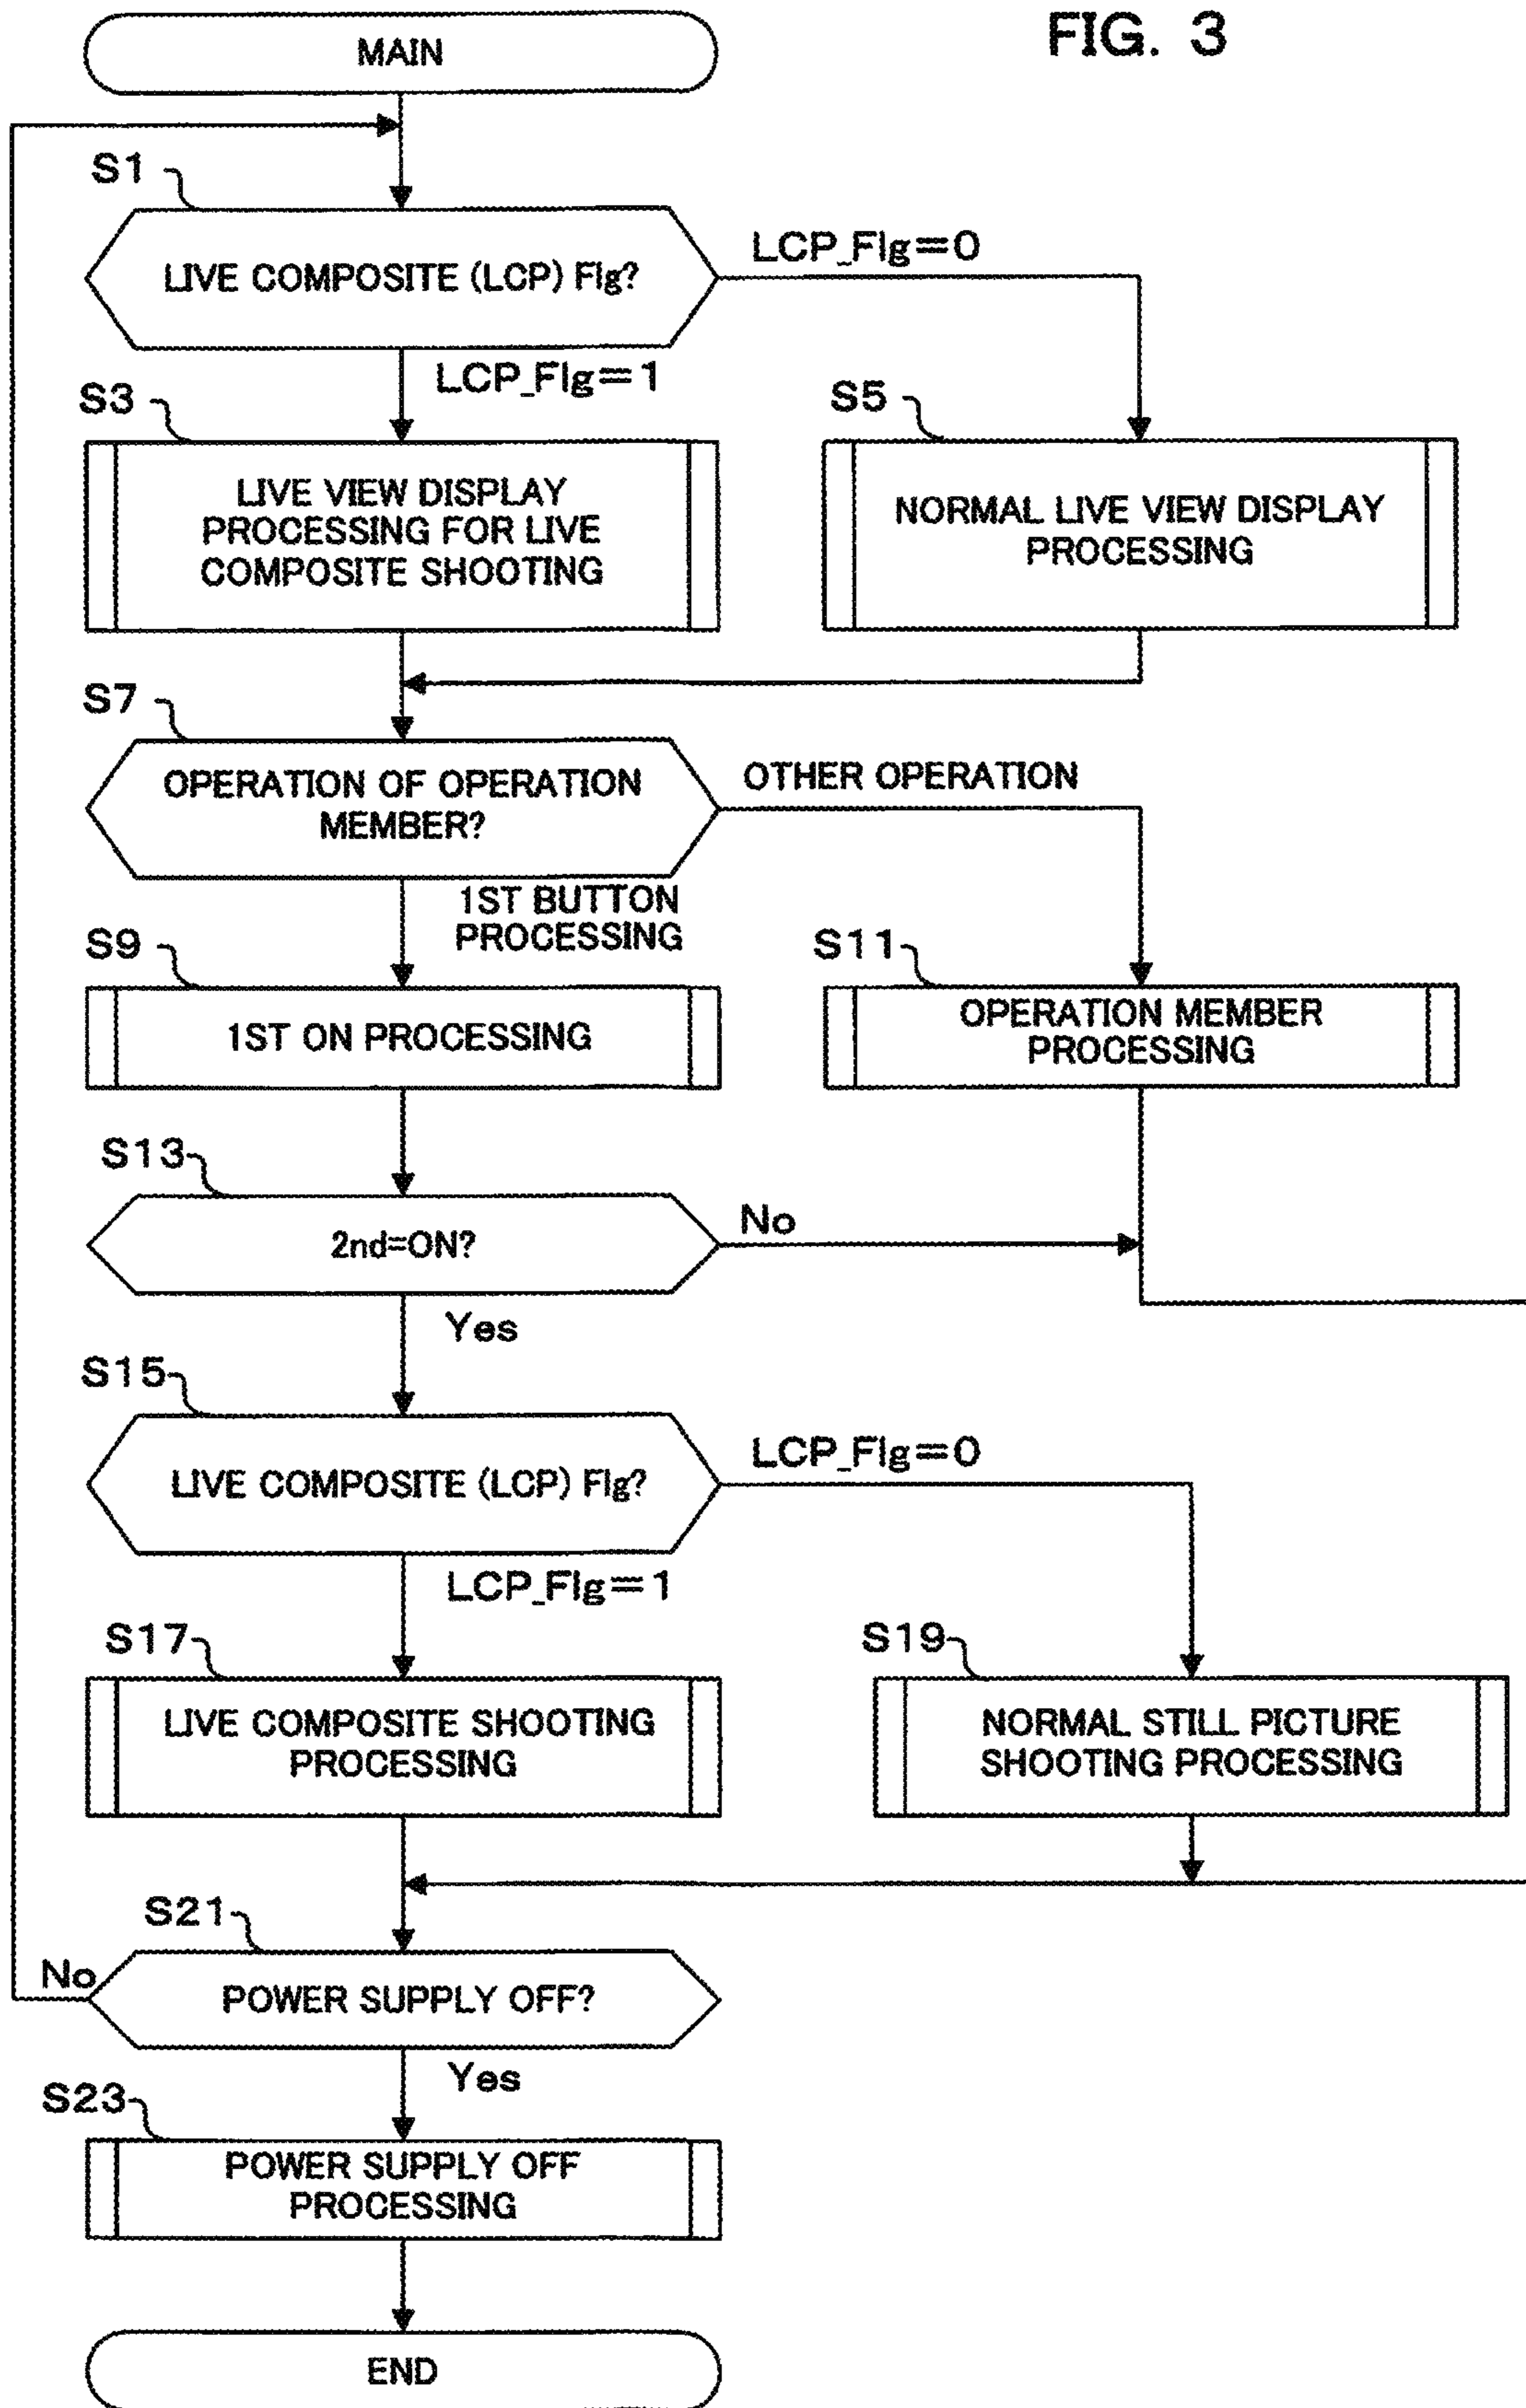 FIG. 3
MAIN
S1
LIVE COMPOSITE (LCP) Flg?
LCP_Flg=0
LCP_Flg=1
S3
LIVE VIEW DISPLAY
PROCESSING FOR LIVE
COMPOSITE SHOOTING
S5
NORMAL LIVE VIEW DISPLAY
PROCESSING
S7
OPERATION OF OPERATION
MEMBER?
OTHER OPERATION
1ST BUTTON
PROCESSING
S9
1ST ON PROCESSING
S11
OPERATION MEMBER
PROCESSING
S13
2nd=ON?
No
Yes
S15
LIVE COMPOSITE (LCP) Flg?
LCP_Flg=0
LCP_Flg=1
S17
LIVE COMPOSITE SHOOTING
PROCESSING
S19
NORMAL STILL PICTURE
SHOOTING PROCESSING
S21
No
POWER SUPPLY OFF?
Yes
S23
POWER SUPPLY OFF
PROCESSING
END